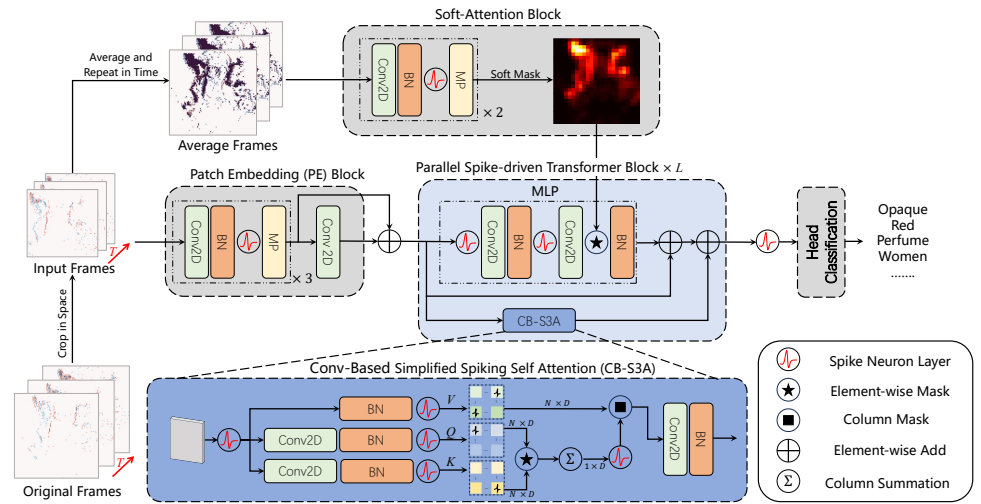 Soft-Attention Block
Average and
Repeat in Time
Conv2D
BN
MP
Soft Mask
× 2
Average Frames
Patch Embedding (PE) Block
Parallel Spike-driven Transformer Block × L
MLP
Conv2D
BN
MP
Conv 2D
× 3
Conv2D
BN
Conv2D
BN
Head
Classification
Opaque
Red
Perfume
Women
.......
T
Input Frames
CB-S3A
Crop in Space
Conv-Based Simplified Spiking Self Attention (CB-S3A)
BN
V
N × D
Conv2D
BN
Q
N × D
Conv2D
BN
K
N × D
Σ
1 × D
Conv2D
BN
T
Original Frames
Spike Neuron Layer
Element-wise Mask
Column Mask
Element-wise Add
Σ
Column Summation